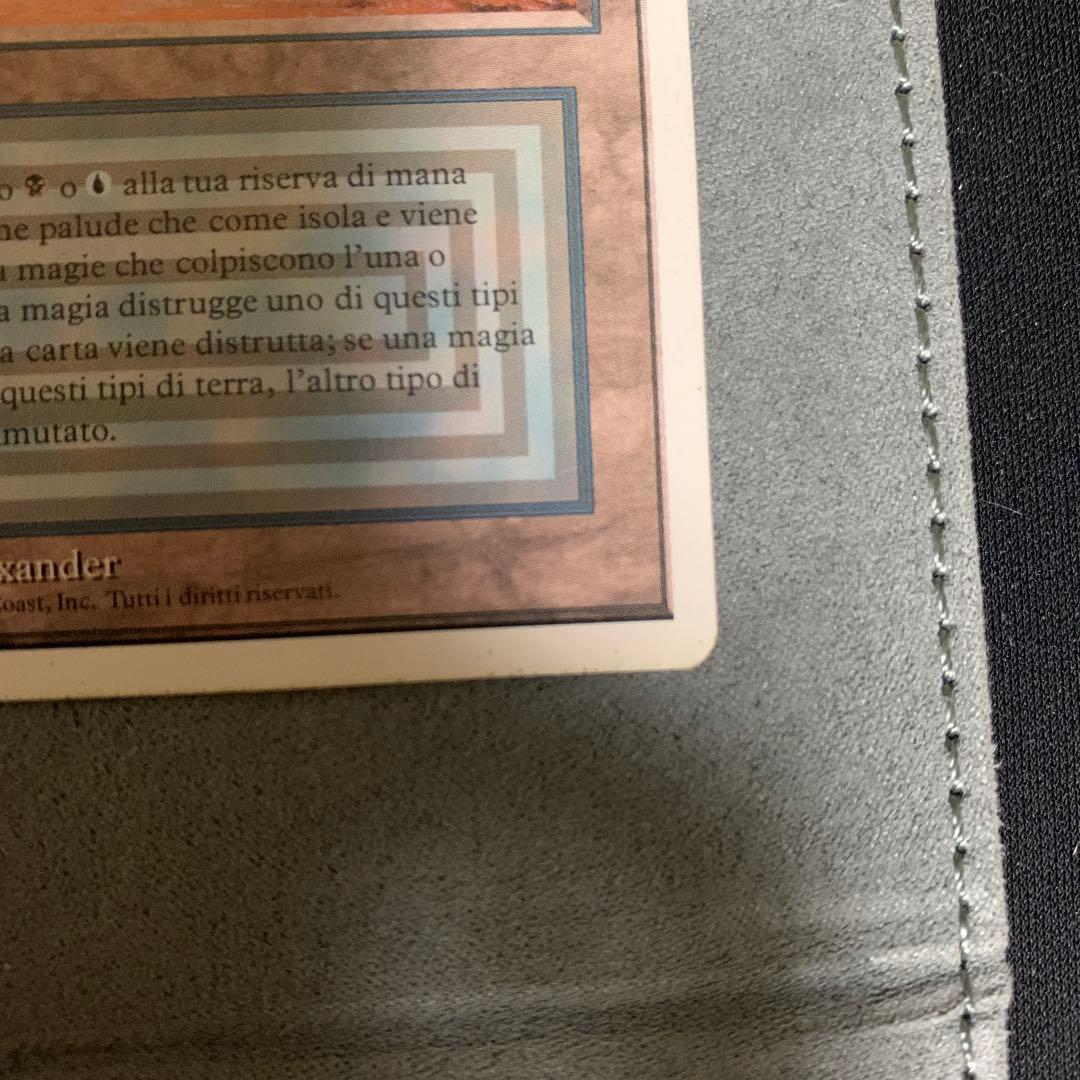 o o alla tua riserva di mana
ne palude che come isola e viene
a magie che colpiscono l'una o
a magia distrugge uno di questi tipi
a carta viene distrutta; se una magia
questi tipi di terra, l'altro tipo di
mutato.
xander
oast, Inc. Tutti i diritti riservati.